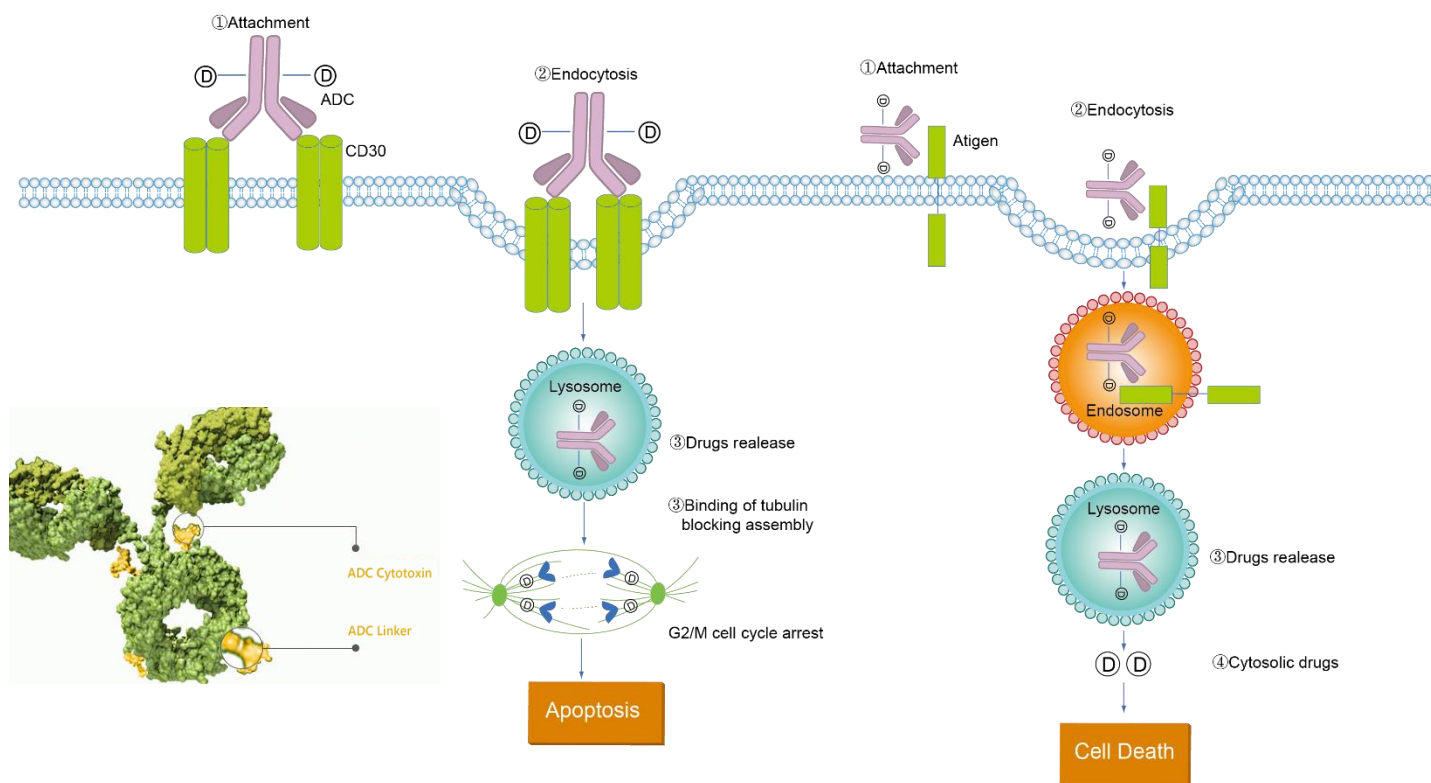 ①Attachment
D
D
ADC
CD30
②Endocytosis
D
D
Lysosome
D
D
③Drugs realease
③Binding of tubulin
blocking assembly
D
D
D
D
G2/M cell cycle arrest
Apoptosis
ADC Cytotoxin
ADC Linker
①Attachment
D
D
Atigen
②Endocytosis
D
D
D
D
Endosome
Lysosome
D
D
③Drugs realease
D D
④Cytosolic drugs
Cell Death